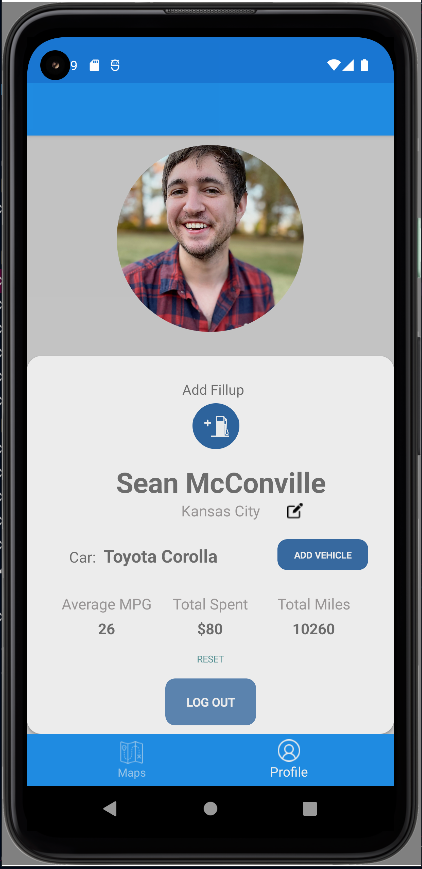 9
Add Fillup
+
Sean McConville
Kansas City
Car: Toyota Corolla
ADD VEHICLE
Average MPG Total Spent Total Miles
26 $80 10260
RESET
LOG OUT
Maps Profile